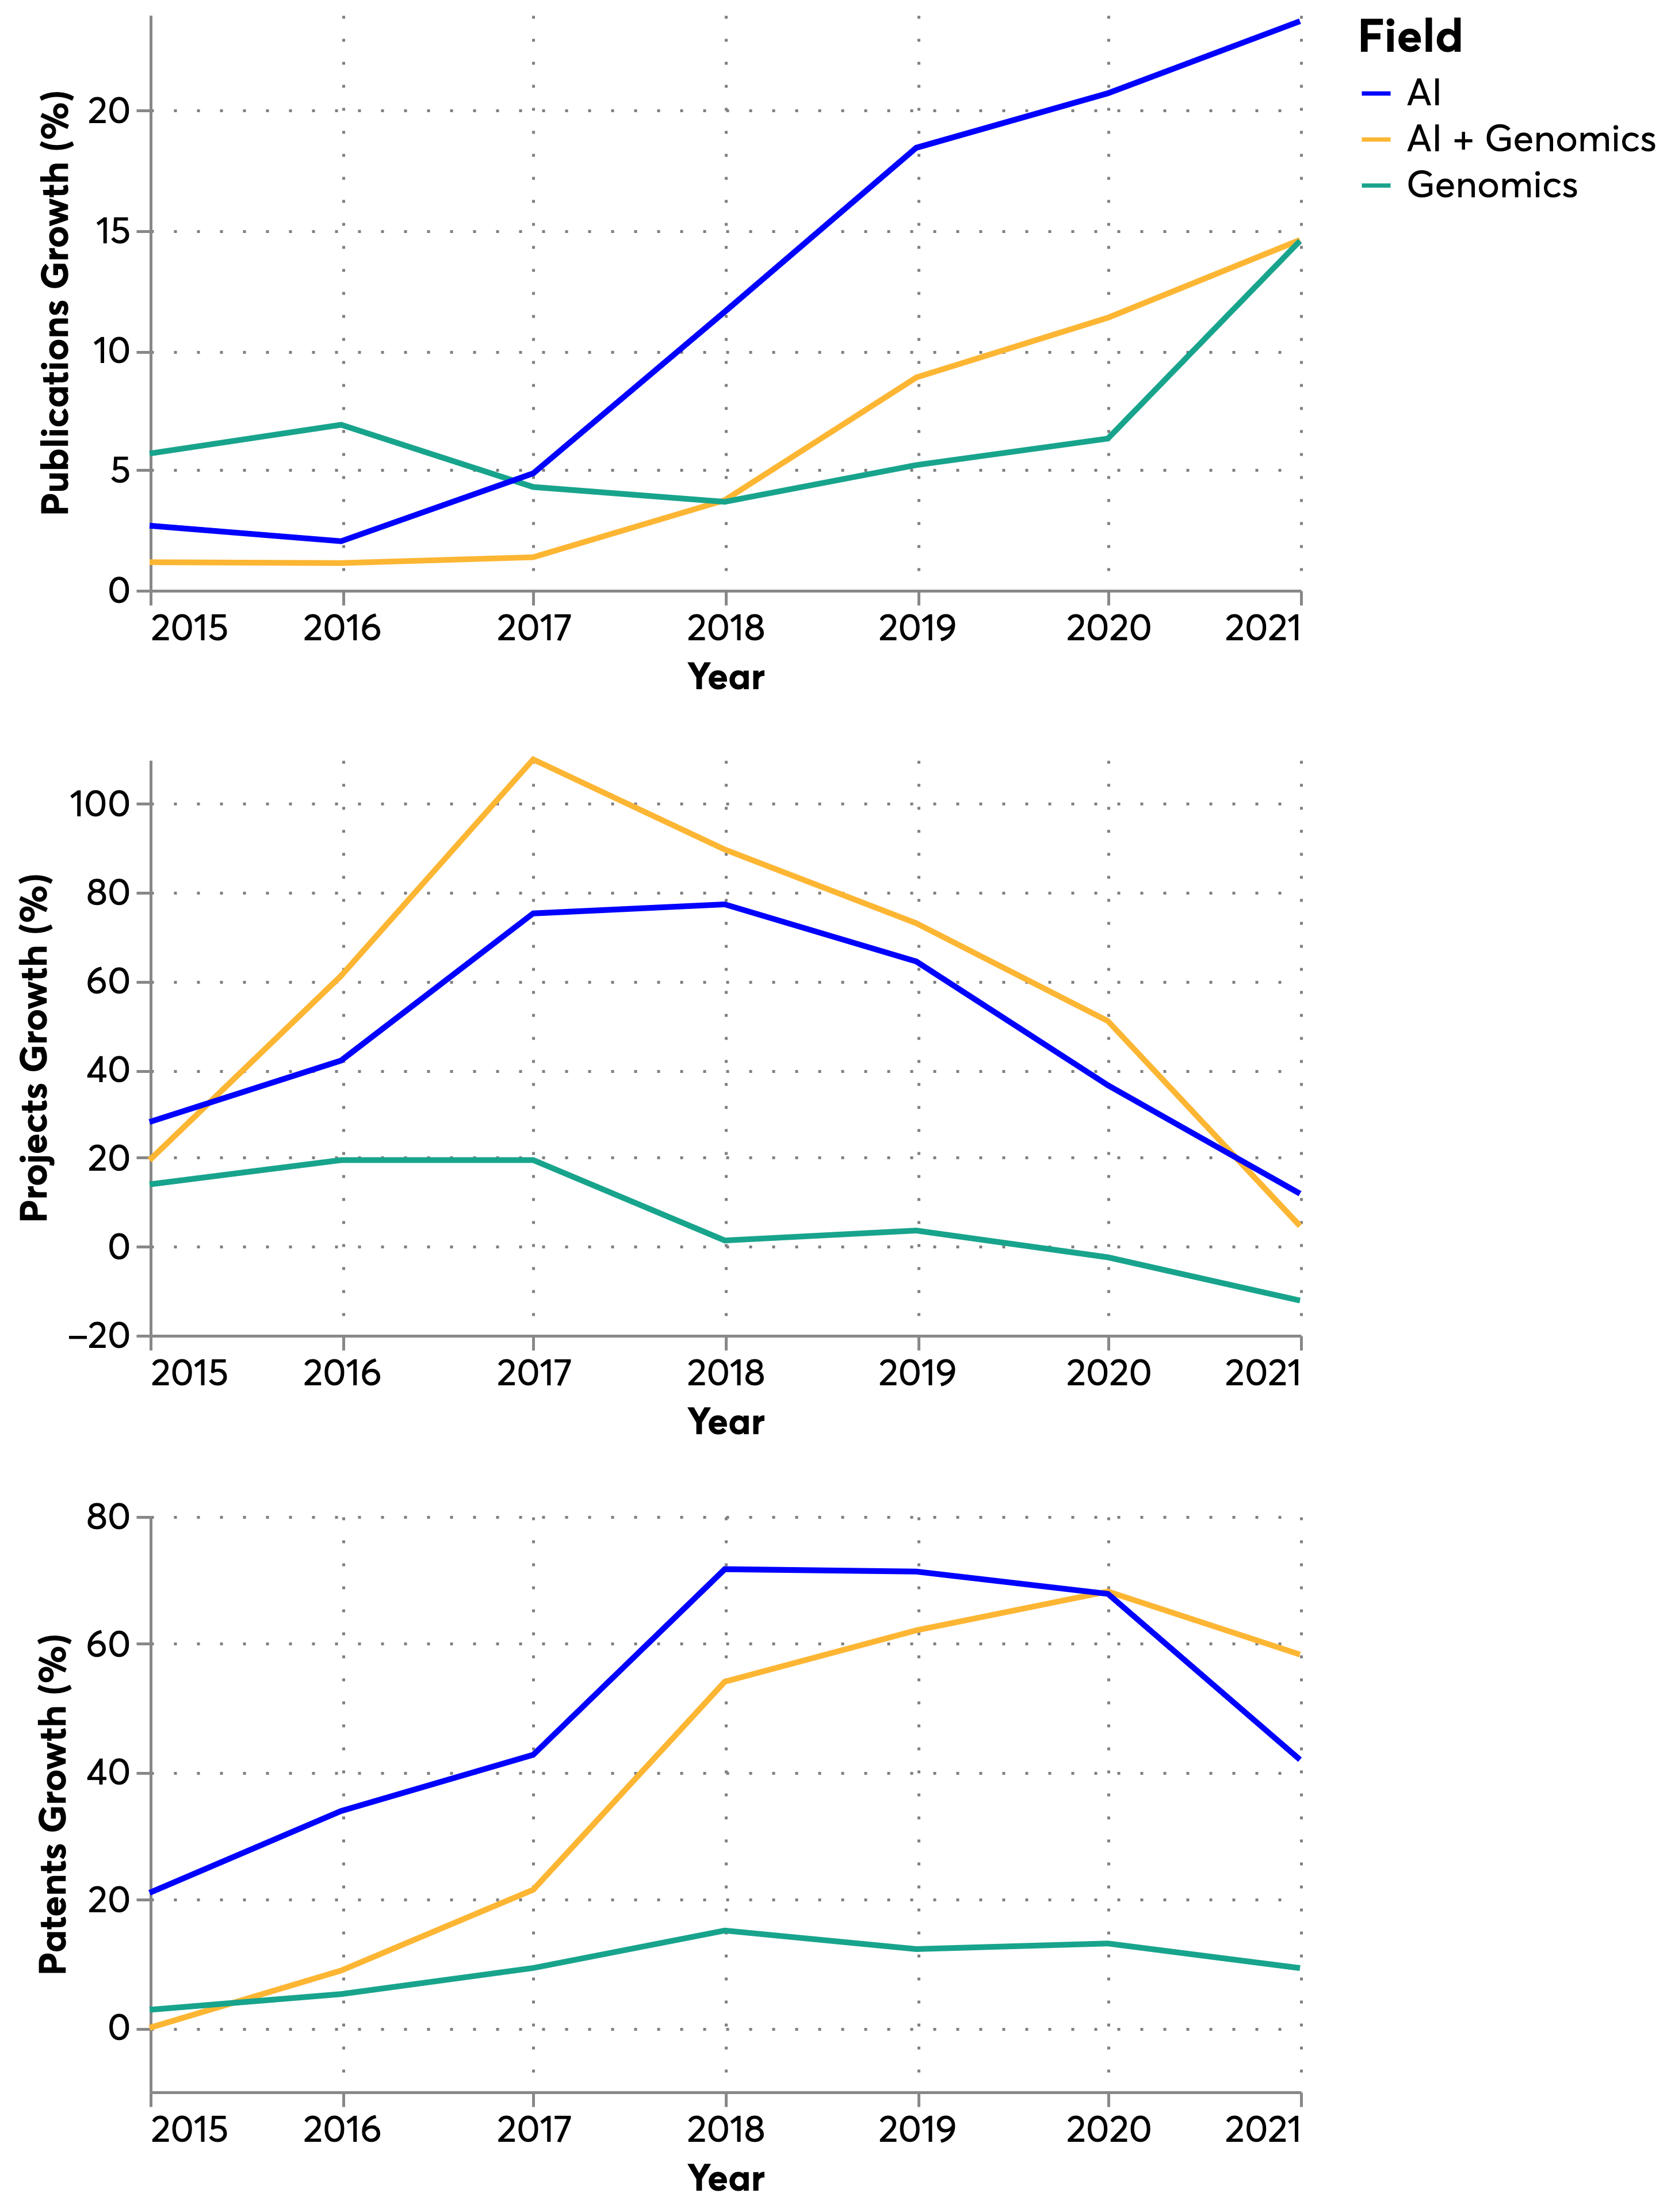 Field
AI
AI + Genomics
Genomics
Publications Growth (%)
20
15
10
5
0
2015 2016 2017 2018 2019 2020 2021
Year
Projects Growth (%)
100
80
60
40
20
0
−20
2015 2016 2017 2018 2019 2020 2021
Year
Patents Growth (%)
80
60
40
20
0
2015 2016 2017 2018 2019 2020 2021
Year